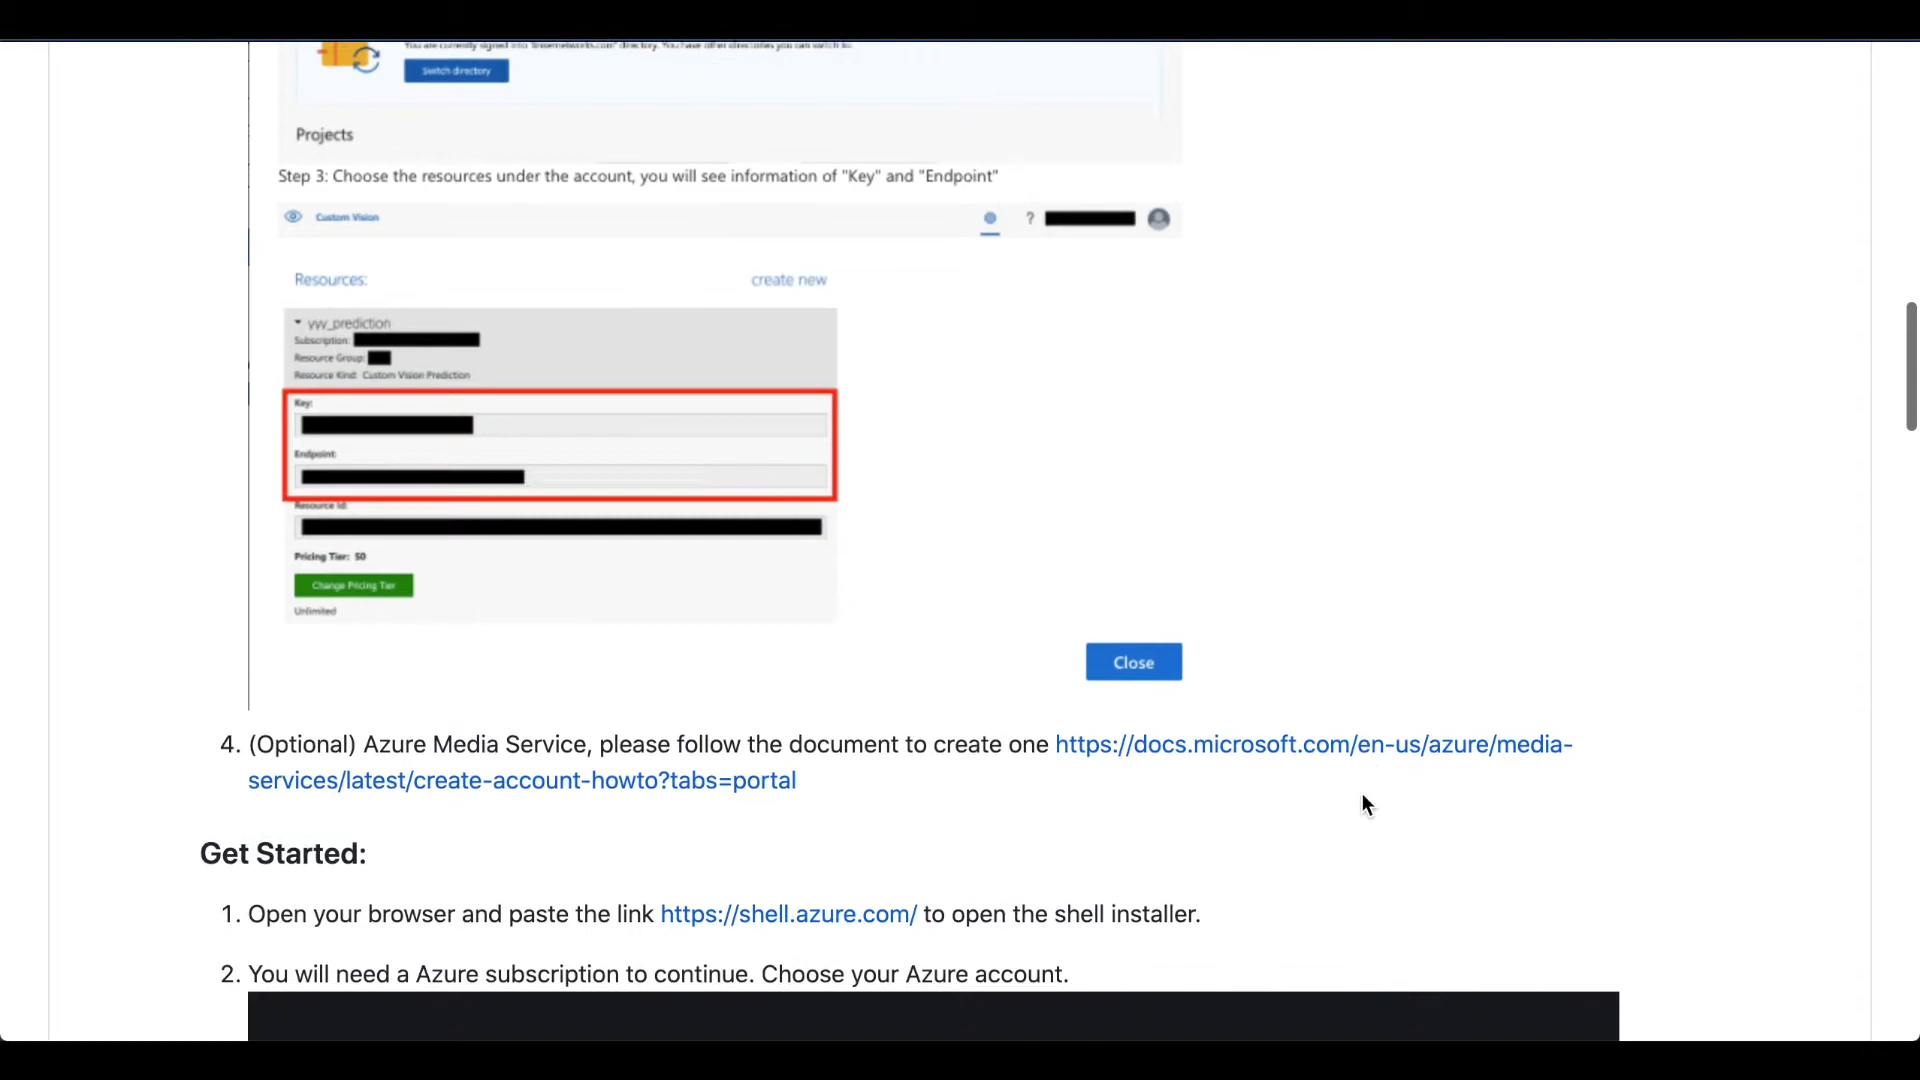 Switch directory
Projects
Step 3: Choose the resources under the account, you will see information of "Key" and "Endpoint"
Custom Vision
?
Resources:
create new
yyy_prediction
Subscription:
Resource Group:
Resource Kind: Custom Vision Prediction
Key:
Endpoint:
Resource Id:
Pricing Tier: S0
Change Pricing Tier
Unlimited
Close
4. (Optional) Azure Media Service, please follow the document to create one https://docs.microsoft.com/en-us/azure/media-
services/latest/create-account-howto?tabs=portal
Get Started:
1. Open your browser and paste the link https://shell.azure.com/ to open the shell installer.
2. You will need a Azure subscription to continue. Choose your Azure account.